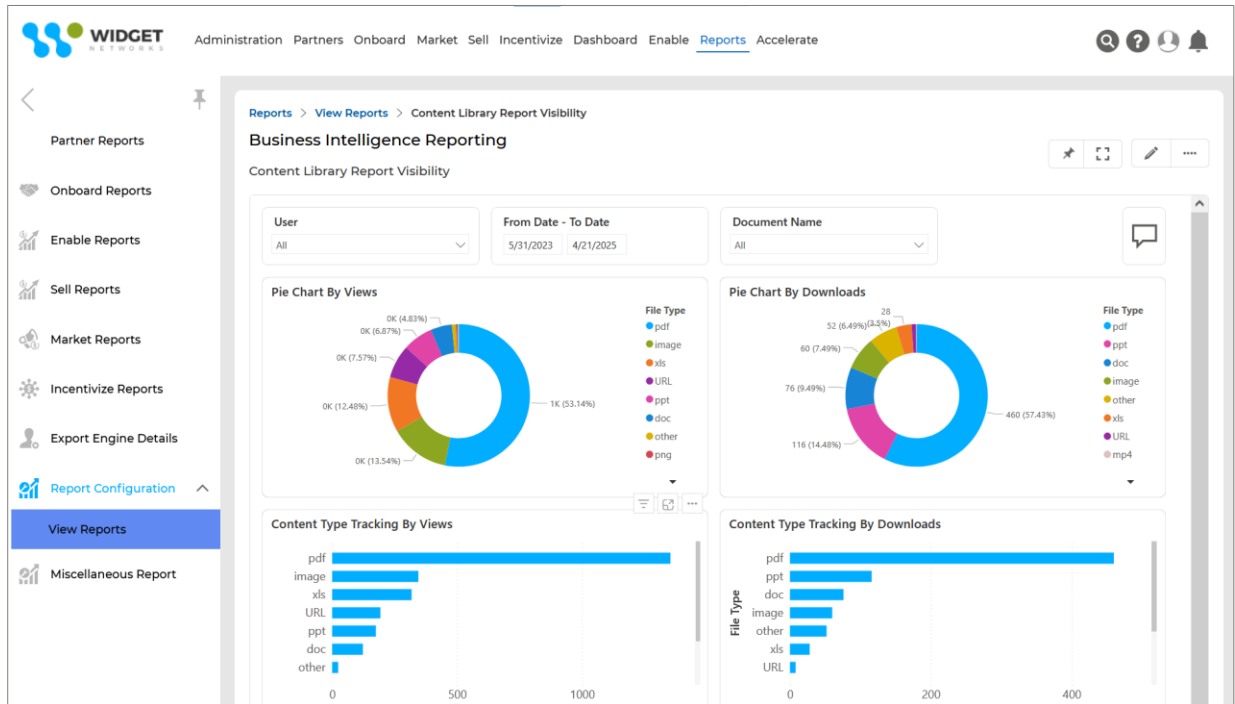 WIDGET
NETWORKS
Administration Partners Onboard Market Sell Incentivize Dashboard Enable Reports Accelerate
Partner Reports
Onboard Reports
Enable Reports
Sell Reports
Market Reports
Incentivize Reports
Export Engine Details
Report Configuration
View Reports
Miscellaneous Report
Reports > View Reports > Content Library Report Visibility
Business Intelligence Reporting
Content Library Report Visibility
User
All
From Date - To Date
5/31/2023 4/21/2025
Document Name
All
Pie Chart By Views
0K (4.83%)
0K (6.87%)
0K (7.57%)
0K (12.48%)
0K (13.54%)
1K (53.14%)
File Type
pdf
image
xls
URL
ppt
doc
other
png
Pie Chart By Downloads
28
(3.5%)
52 (6.49%)
60 (7.49%)
76 (9.49%)
116 (14.48%)
460 (57.43%)
File Type
pdf
ppt
doc
image
other
xls
URL
mp4
Content Type Tracking By Views
pdf
image
xls
URL
ppt
doc
other
0 500 1000
Content Type Tracking By Downloads
File Type
pdf
ppt
doc
image
other
xls
URL
0 200 400